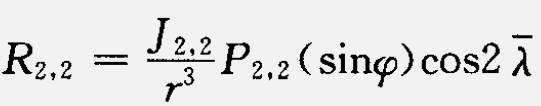 R_{2,2} = \frac{J_{2,2}}{r^3} P_{2,2}(\sin\varphi)\cos 2\bar{\lambda}